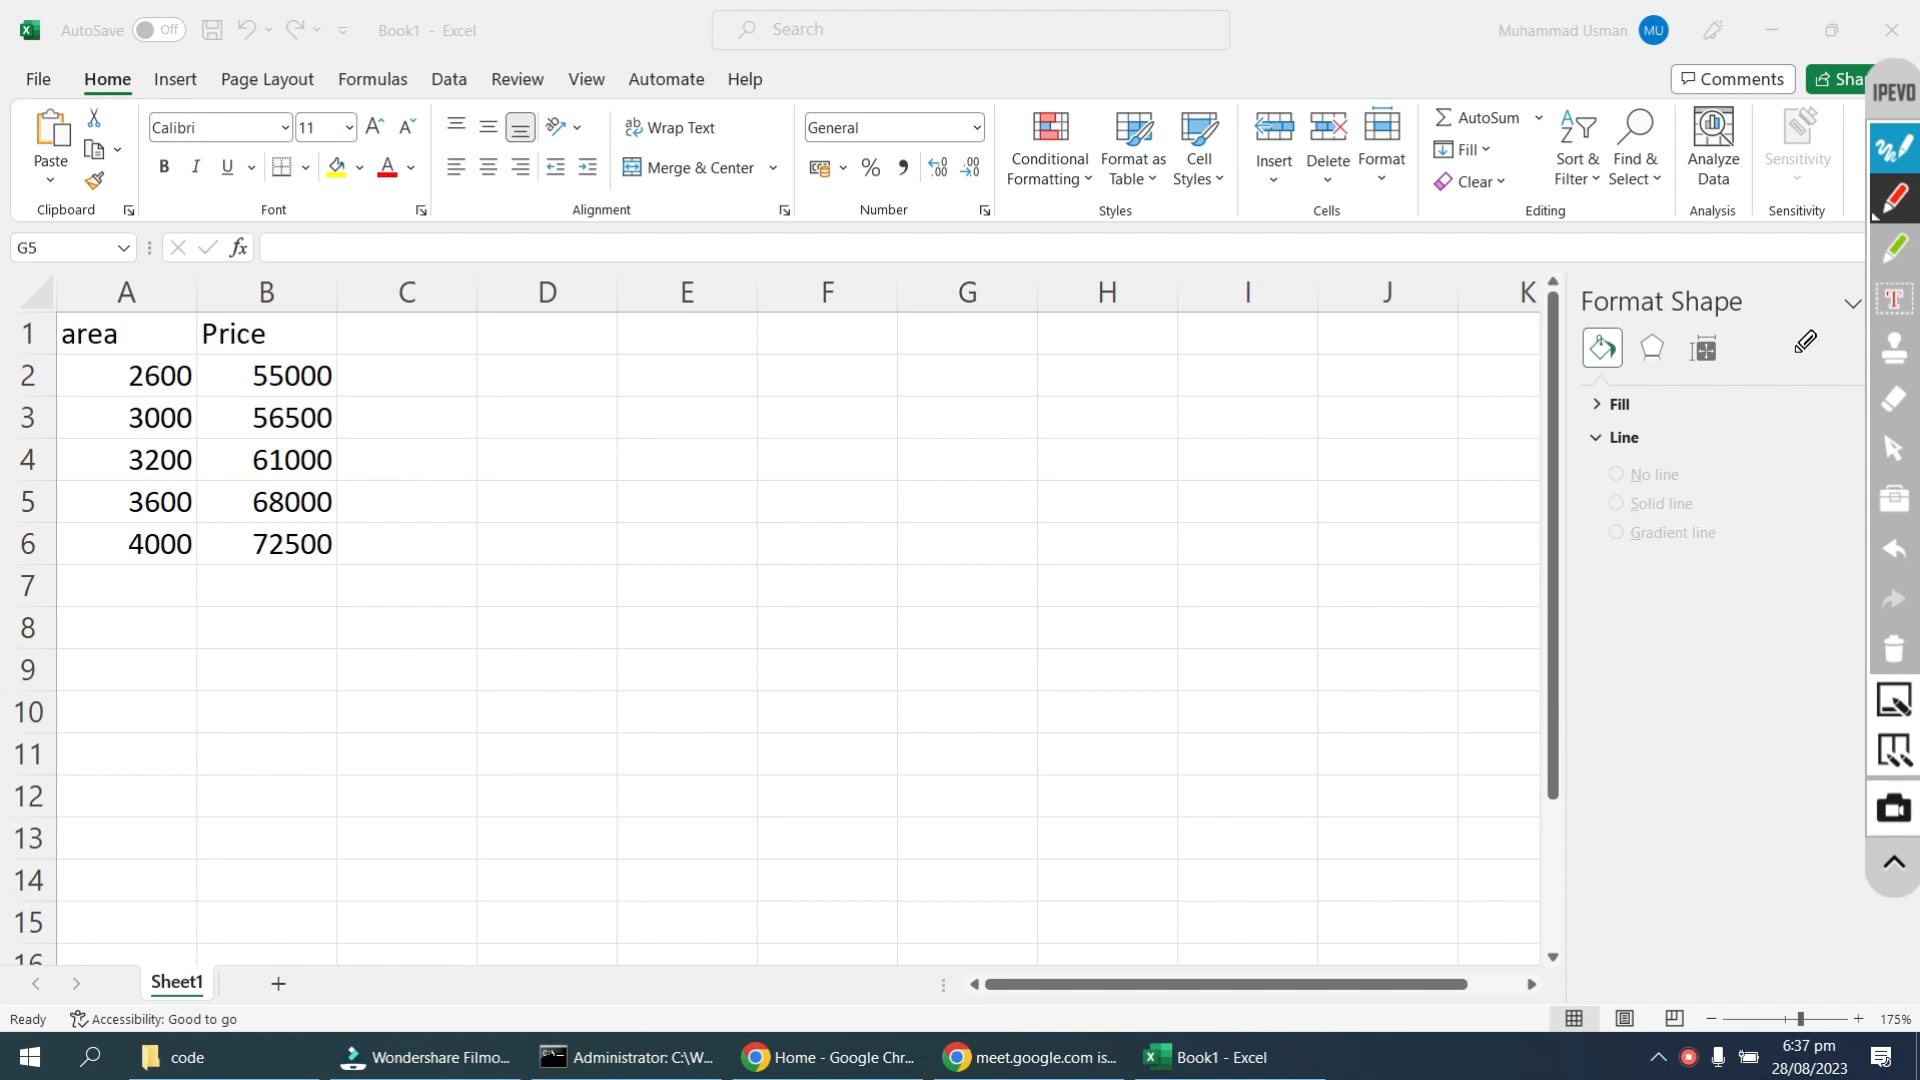 AutoSave Off Book1 - Excel Search Muhammad Usman MU
File Home Insert Page Layout Formulas Data Review View Automate Help Comments Shar IPEVO
Paste Calibri 11 Wrap Text General Conditional Formatting Format as Table Cell Styles Insert Delete Format AutoSum Sort & Filter Find & Select Analyze Data Sensitivity
B I U Merge & Center Fill
Clear
Clipboard Font Alignment Number Styles Cells Editing Analysis Sensitivity
G5 fx
A B C D E F G H I J K
1 area Price
2 2600 55000
3 3000 56500
4 3200 61000
5 3600 68000
6 4000 72500
7
8
9
10
11
12
13
14
15
16
Format Shape
Fill
Line
No line
Solid line
Gradient line
Sheet1
Ready Accessibility: Good to go 175%
code Wondershare Filmo... Administrator: C:\W... Home - Google Chr... meet.google.com is... Book1 - Excel 6:37 pm
28/08/2023